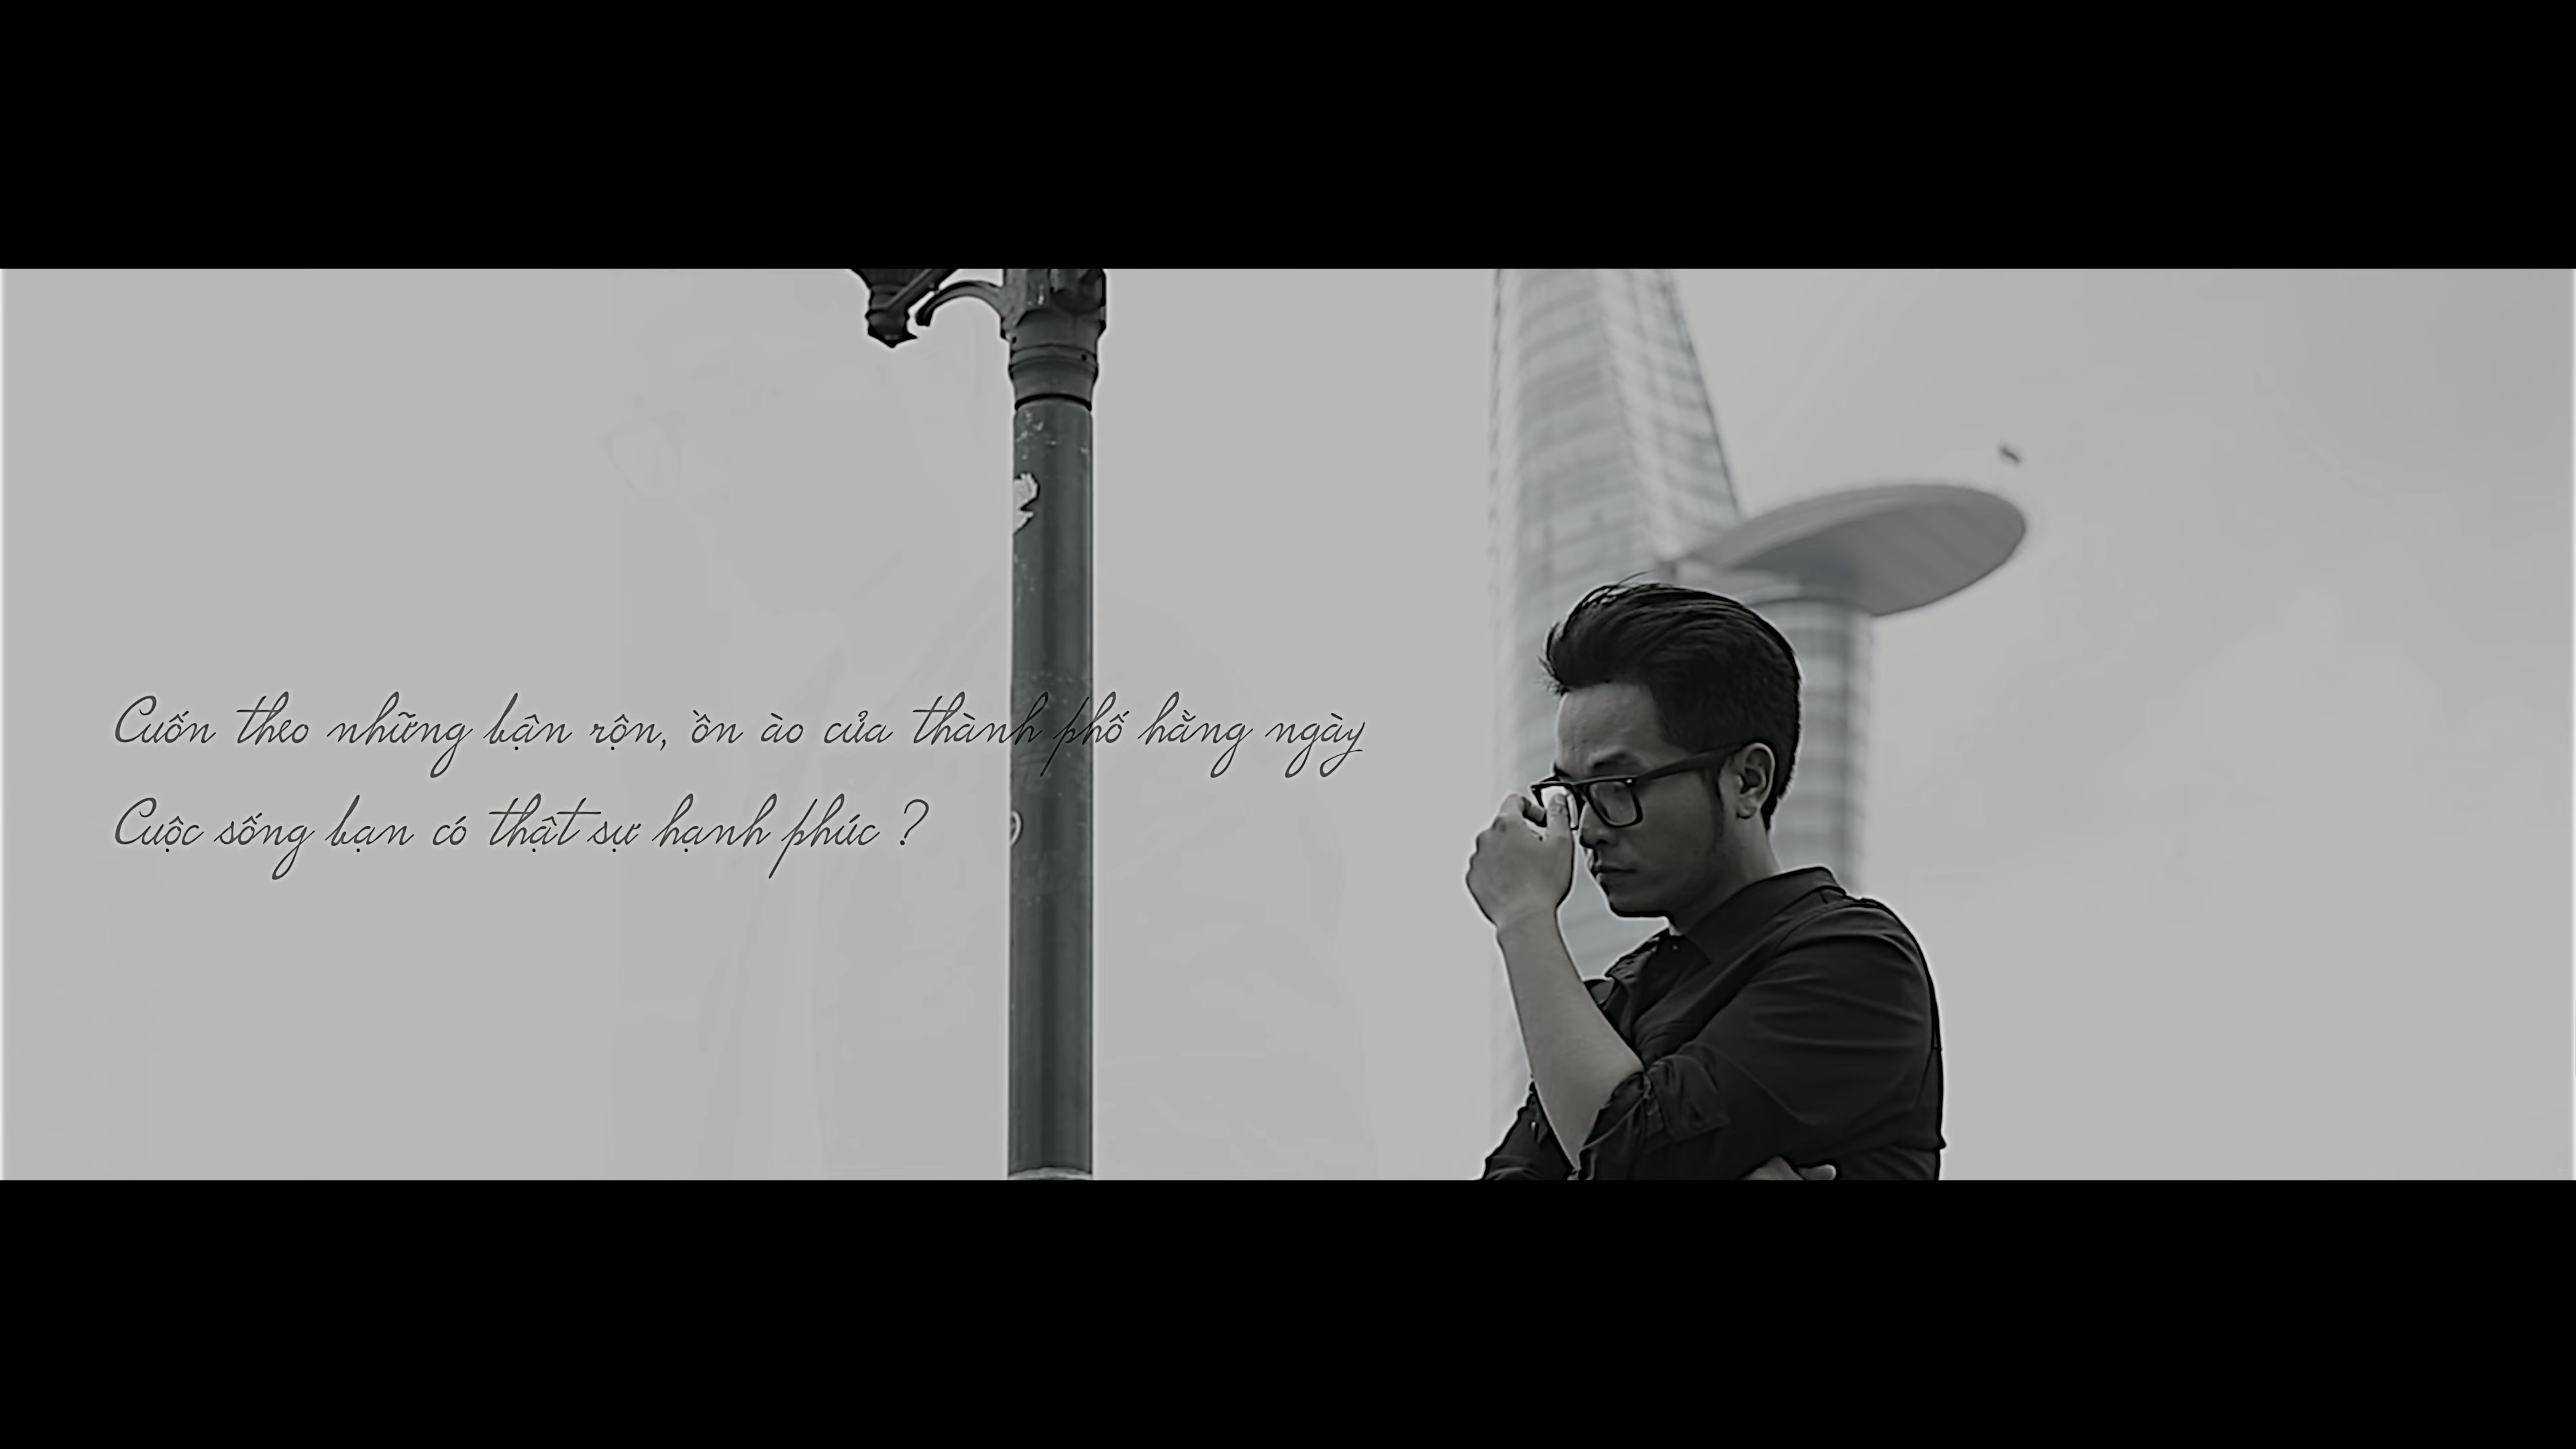 Cuốn theo những bận rộn, ồn ào của thành phố hằng ngày
Cuộc sống bạn có thật sự hạnh phúc ?